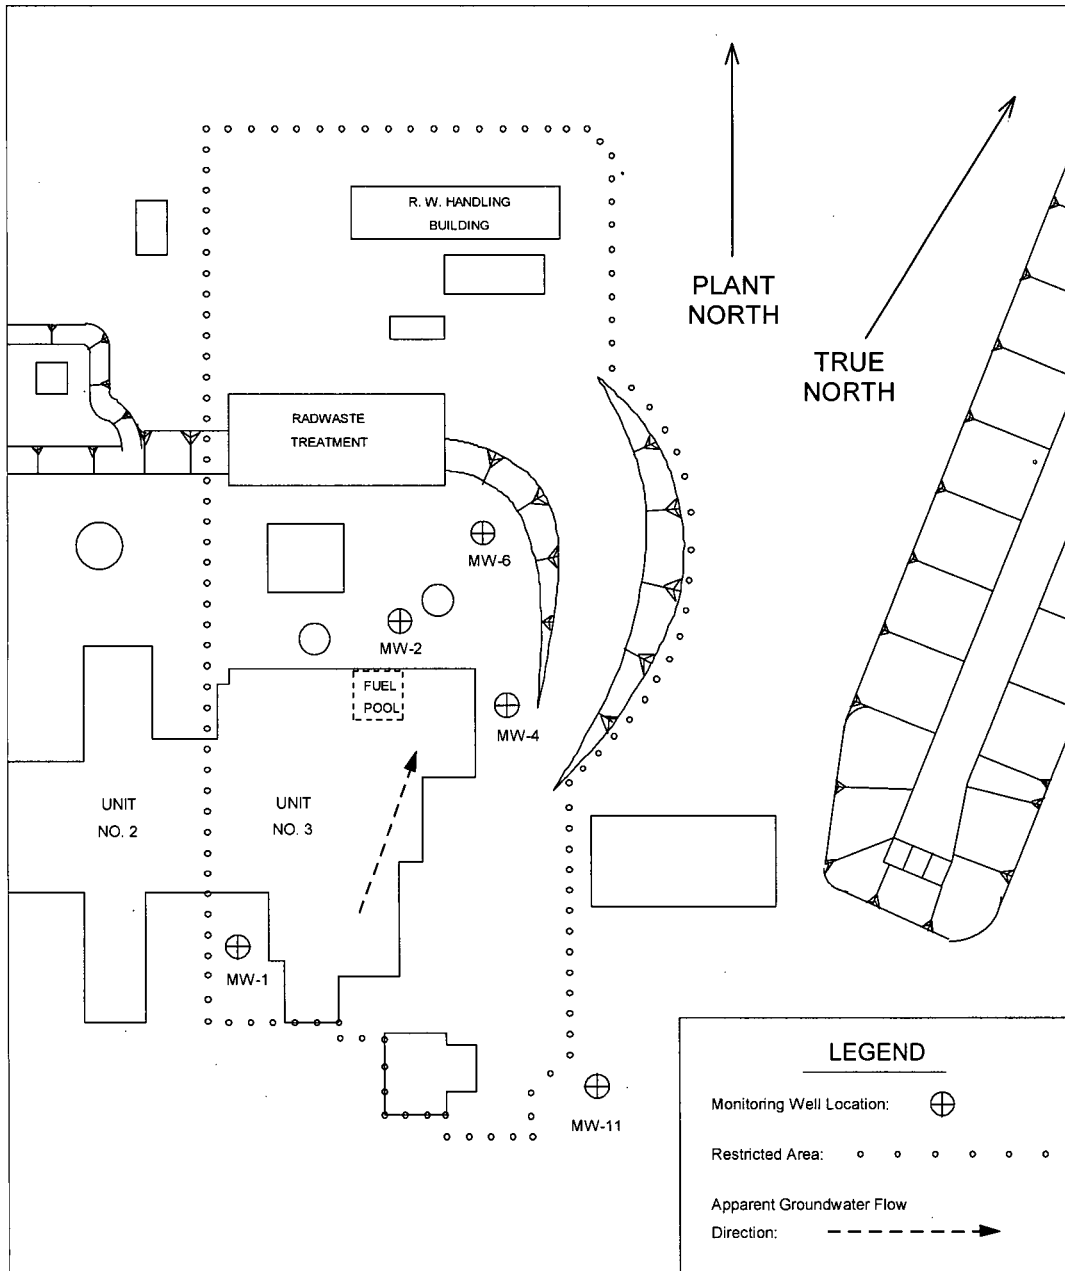 R. W. HANDLING
BUILDING
PLANT
NORTH
TRUE
NORTH
RADWASTE
TREATMENT
MW-6
MW-2
FUEL
POOL
MW-4
UNIT
NO. 2
UNIT
NO. 3
MW-1
MW-11
LEGEND
Monitoring Well Location:
Restricted Area:
Apparent Groundwater Flow
Direction: